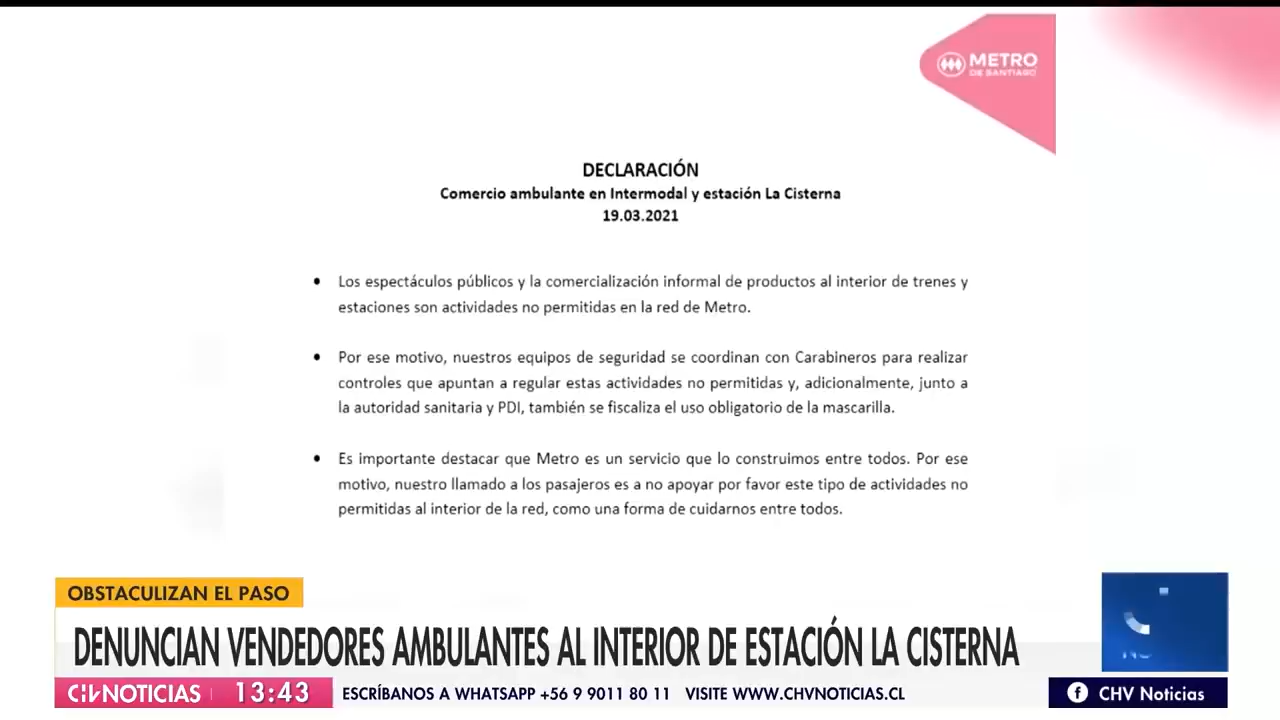 METRO
DE SANTIAGO
DECLARACIÓN
Comercio ambulante en Intermodal y estación La Cisterna
19.03.2021
• Los espectáculos públicos y la comercialización informal de productos al interior de trenes y
estaciones son actividades no permitidas en la red de Metro.
• Por ese motivo, nuestros equipos de seguridad se coordinan con Carabineros para realizar
controles que apuntan a regular estas actividades no permitidas y, adicionalmente, junto a
la autoridad sanitaria y PDI, también se fiscaliza el uso obligatorio de la mascarilla.
• Es importante destacar que Metro es un servicio que lo construimos entre todos. Por ese
motivo, nuestro llamado a los pasajeros es a no apoyar por favor este tipo de actividades no
permitidas al interior de la red, como una forma de cuidarnos entre todos.
OBSTACULIZAN EL PASO
DENUNCIAN VENDEDORES AMBULANTES AL INTERIOR DE ESTACIÓN LA CISTERNA
CHV NOTICIAS 13:43 ESCRÍBANOS A WHATSAPP +56 9 9011 80 11 VISITE WWW.CHVNOTICIAS.CL
CHV Noticias